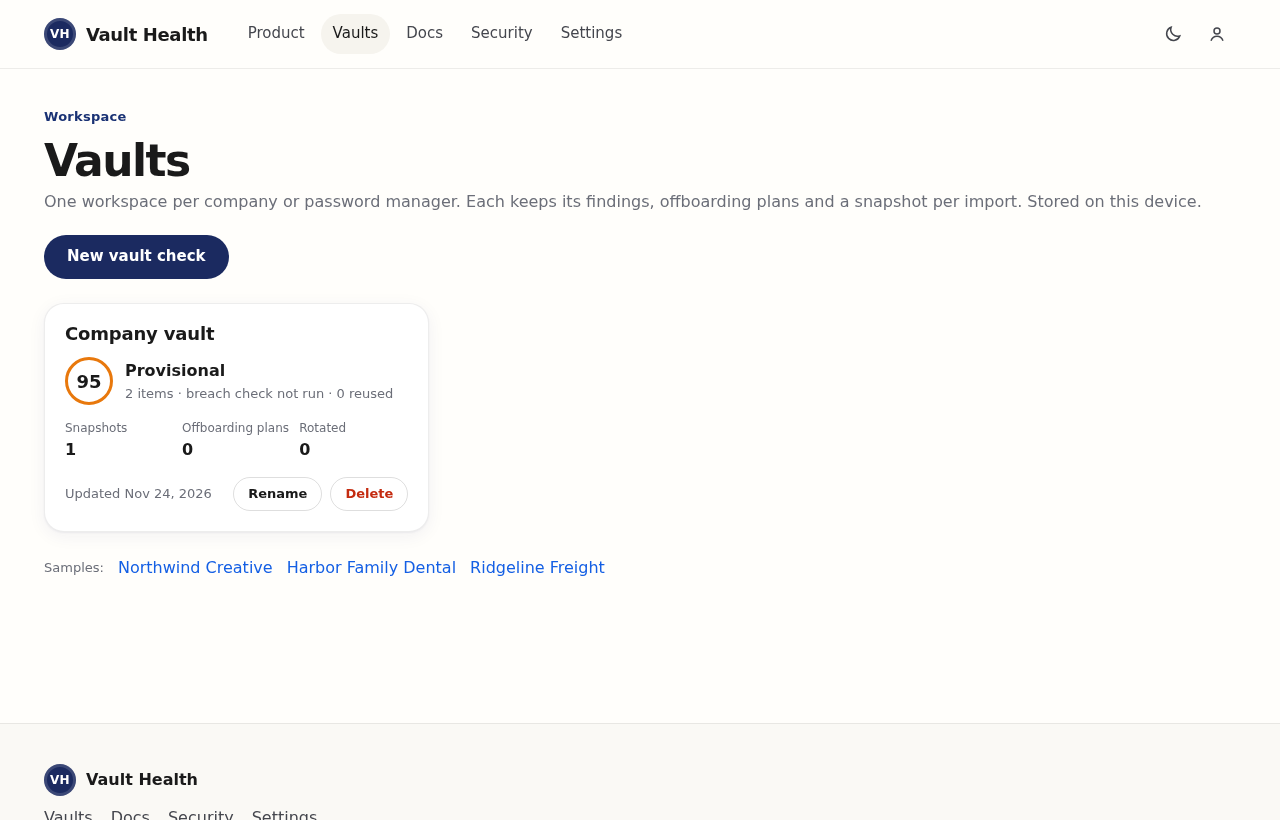 VH Vault Health Product Vaults Docs Security Settings
Workspace
Vaults
One workspace per company or password manager. Each keeps its findings, offboarding plans and a snapshot per import. Stored on this device.
New vault check
Company vault
95
Provisional
2 items · breach check not run · 0 reused
Snapshots Offboarding plans Rotated
1 0 0
Updated Nov 24, 2026 Rename Delete
Samples: Northwind Creative Harbor Family Dental Ridgeline Freight
VH Vault Health
Vaults Docs Security Settings